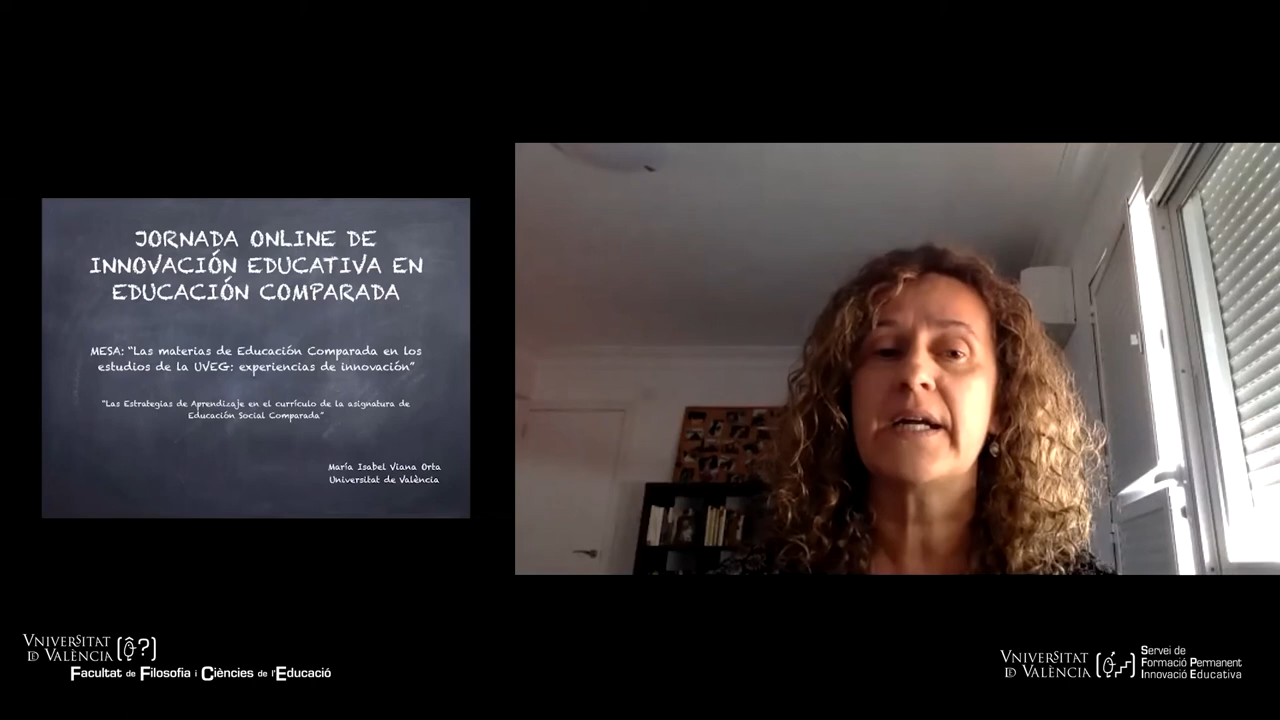 JORNADA ONLINE DE
INNOVACIÓN EDUCATIVA EN
EDUCACIÓN COMPARADA
MESA: “Las materias de Educación Comparada en los
estudios de la UVEG: experiencias de innovación”
“Las Estrategias de Aprendizaje en el currículo de la asignatura de
Educación Social Comparada”
María Isabel Viana Orta
Universitat de València
VNIVERSITAT
ID VALÈNCIA
Facultat de Filosofia i Ciències de l'Educació
VNIVERSITAT
ID VALÈNCIA
Servei de
Formació Permanent
Innovació Educativa